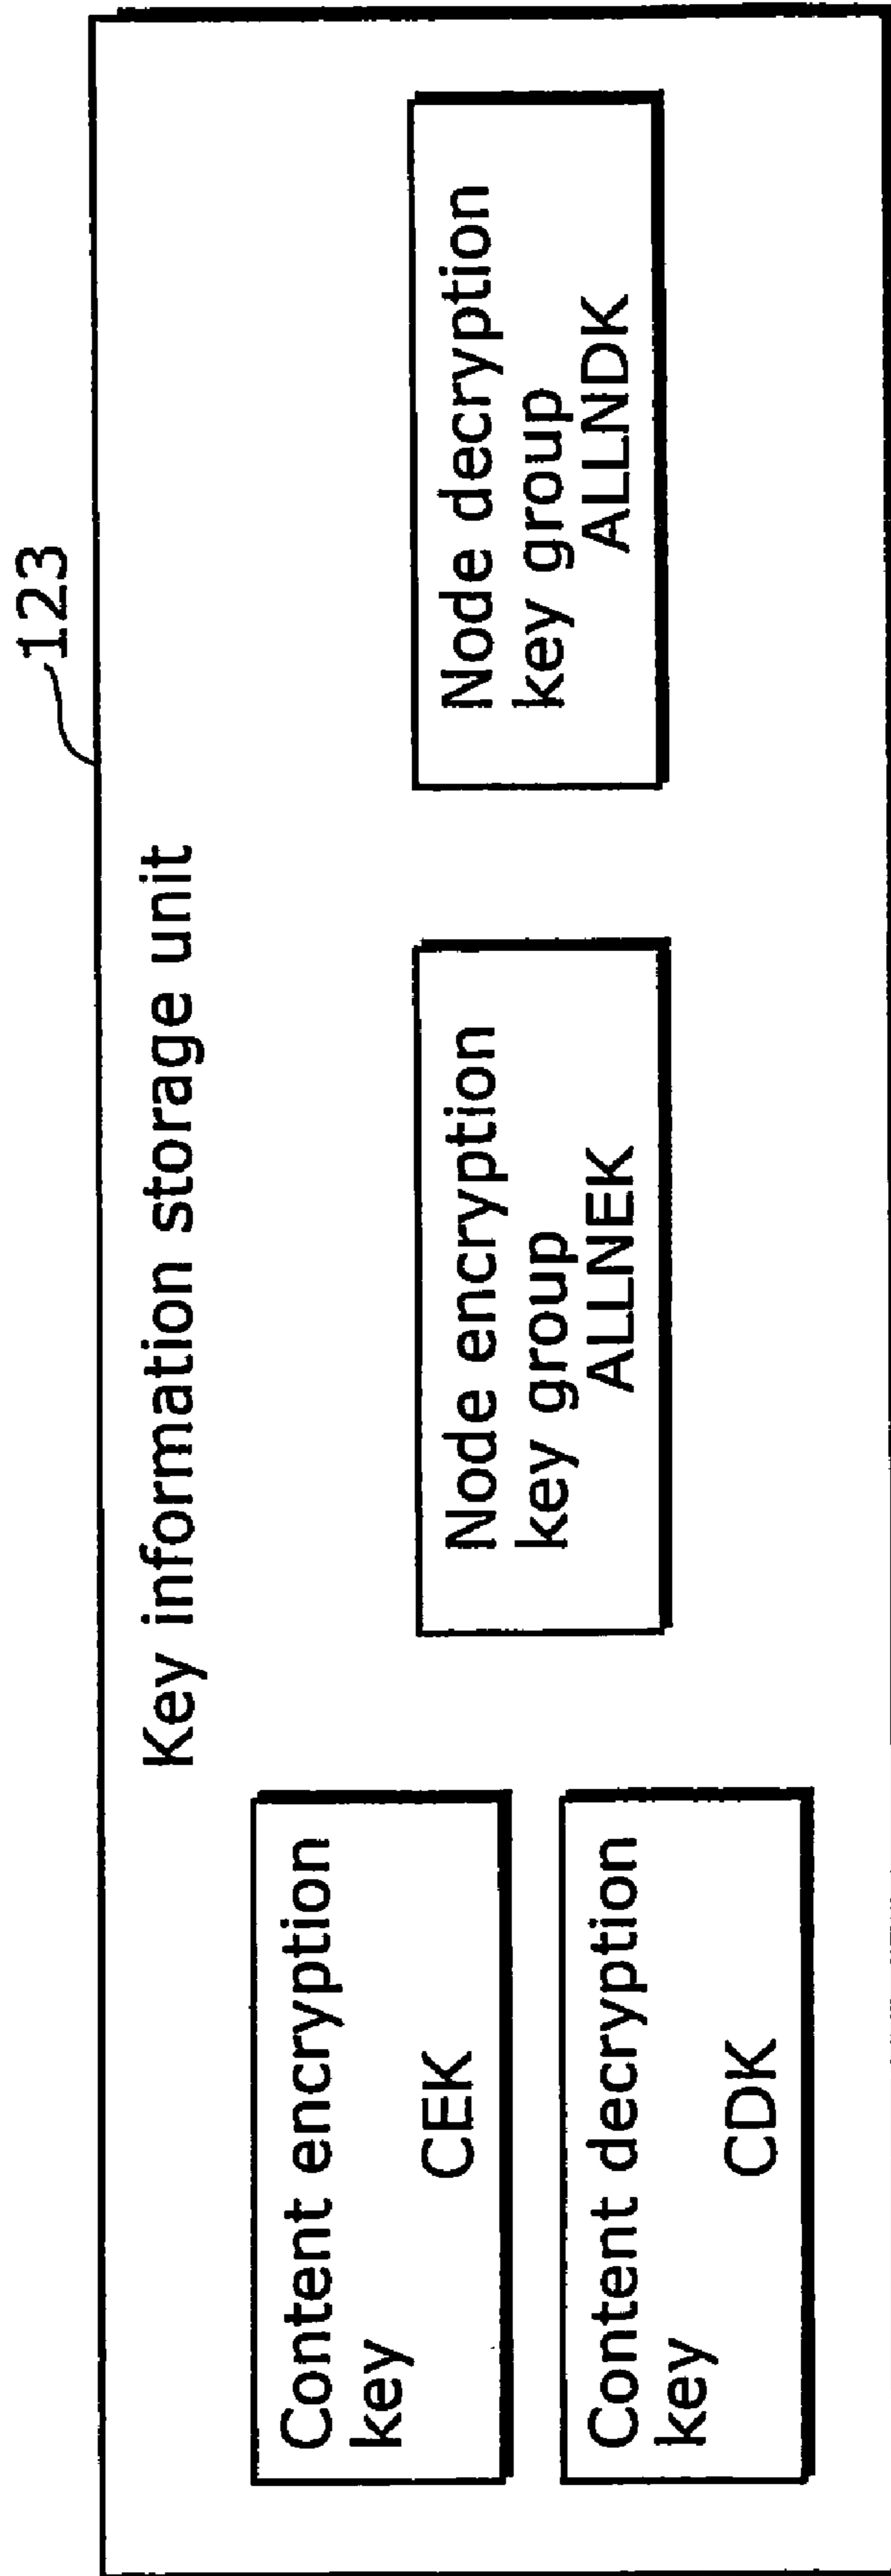 123
Key information storage unit
Content encryption
key
CEK
Content decryption
key
CDK
Node encryption
key group
ALLNEK
Node decryption
key group
ALLNDK